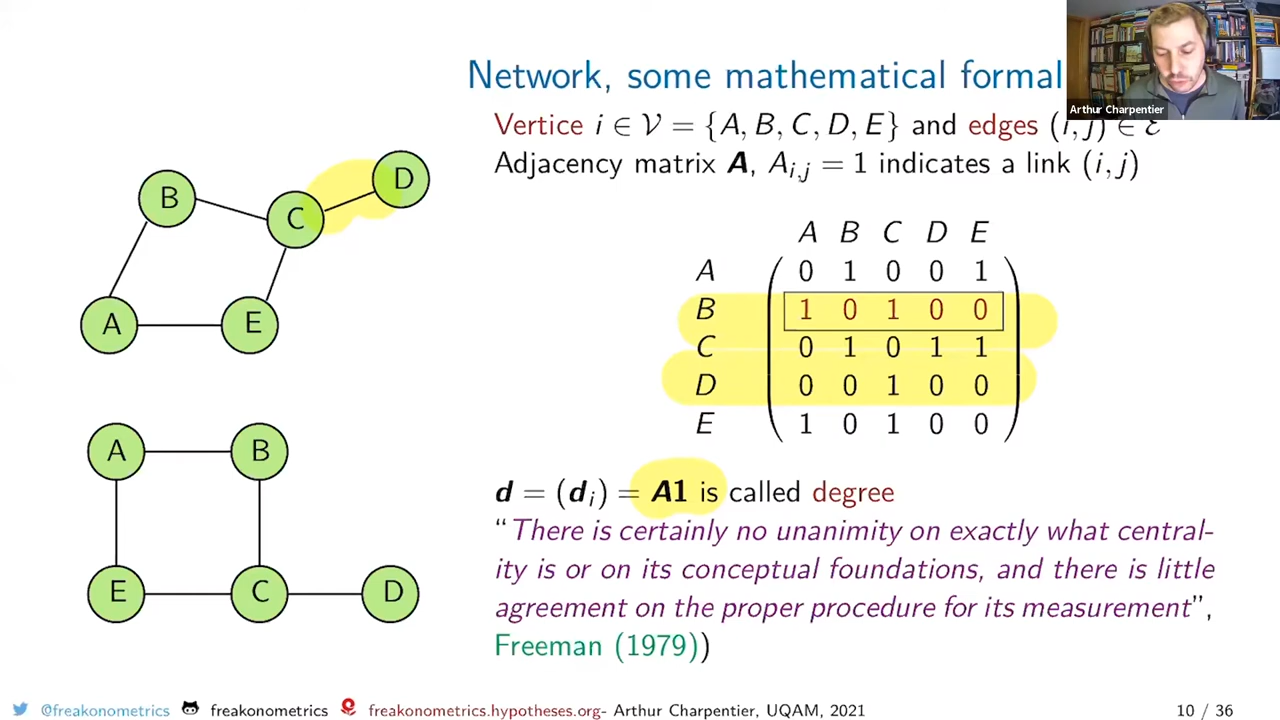 Network, some mathematical formal
Arthur Charpentier
Vertice i ∈ 𝒱 = {A, B, C, D, E} and edges (i, j) ∈ ℰ
Adjacency matrix A, A_{i,j} = 1 indicates a link (i, j)
A B C D E
A 0 1 0 0 1
B 1 0 1 0 0
C 0 1 0 1 1
D 0 0 1 0 0
E 1 0 1 0 0
d = (d_i) = A1 is called degree
“There is certainly no unanimity on exactly what central-
ity is or on its conceptual foundations, and there is little
agreement on the proper procedure for its measurement”,
Freeman (1979))
B
D
C
A
E
A
B
E
C
D
@freakonometrics freakonometrics freakonometrics.hypotheses.org- Arthur Charpentier, UQAM, 2021 10 / 36